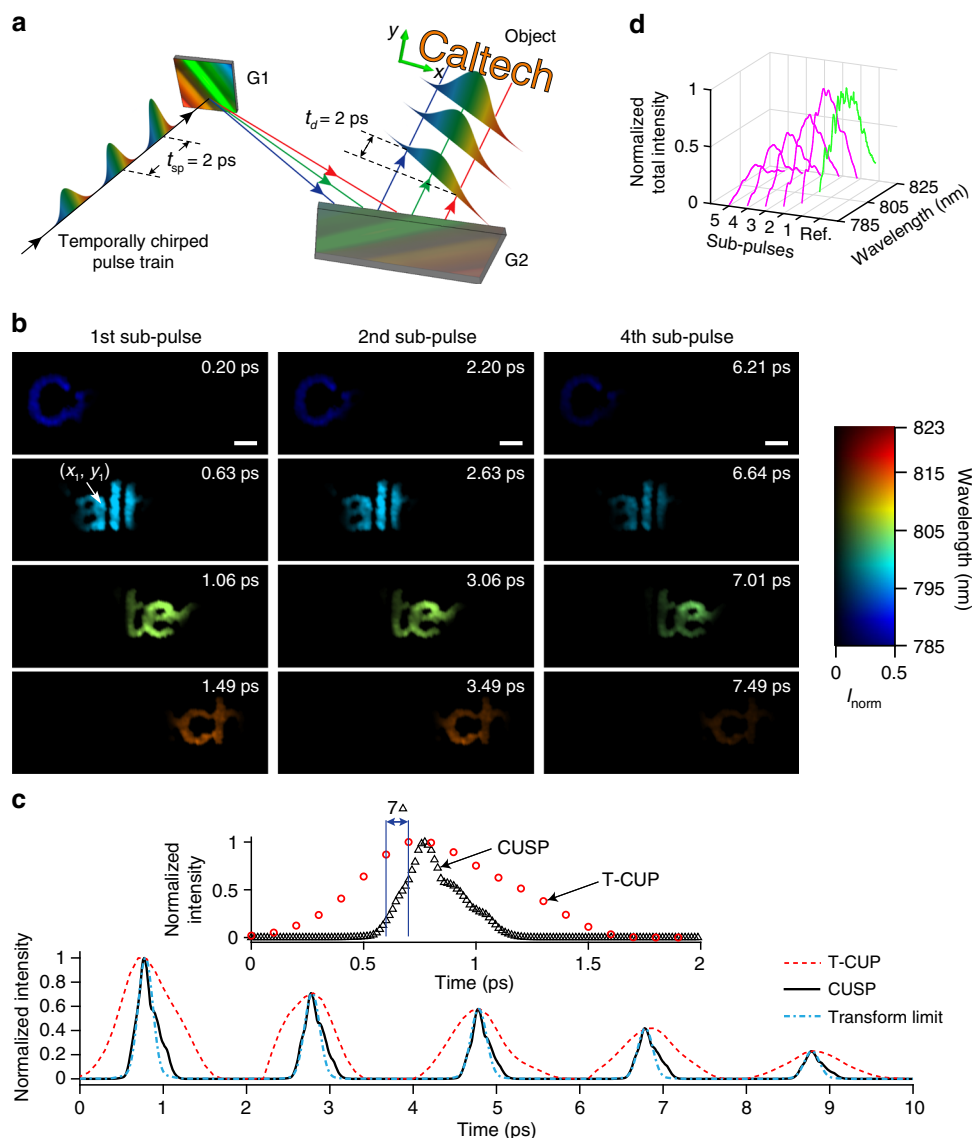 a
G1
y
x
Caltech
Object
t_d = 2 ps
t_sp = 2 ps
Temporally chirped
pulse train
G2
d
Normalized
total intensity
1
0.5
0
5 4 3 2 1 Ref.
Sub-pulses
785
805
825
Wavelength (nm)
b
1st sub-pulse 2nd sub-pulse 4th sub-pulse
0.20 ps 2.20 ps 6.21 ps
(x₁, y₁)
0.63 ps 2.63 ps 6.64 ps
1.06 ps 3.06 ps 7.01 ps
1.49 ps 3.49 ps 7.49 ps
823
815
805
795
785
Wavelength (nm)
0 0.5
I_norm
c
7△
Normalized
intensity
1
0.5
0
CUSP
T-CUP
0 0.5 1 1.5 2
Time (ps)
Normalized intensity
1
0.8
0.6
0.4
0.2
0
T-CUP
CUSP
Transform limit
0 1 2 3 4 5 6 7 8 9 10
Time (ps)